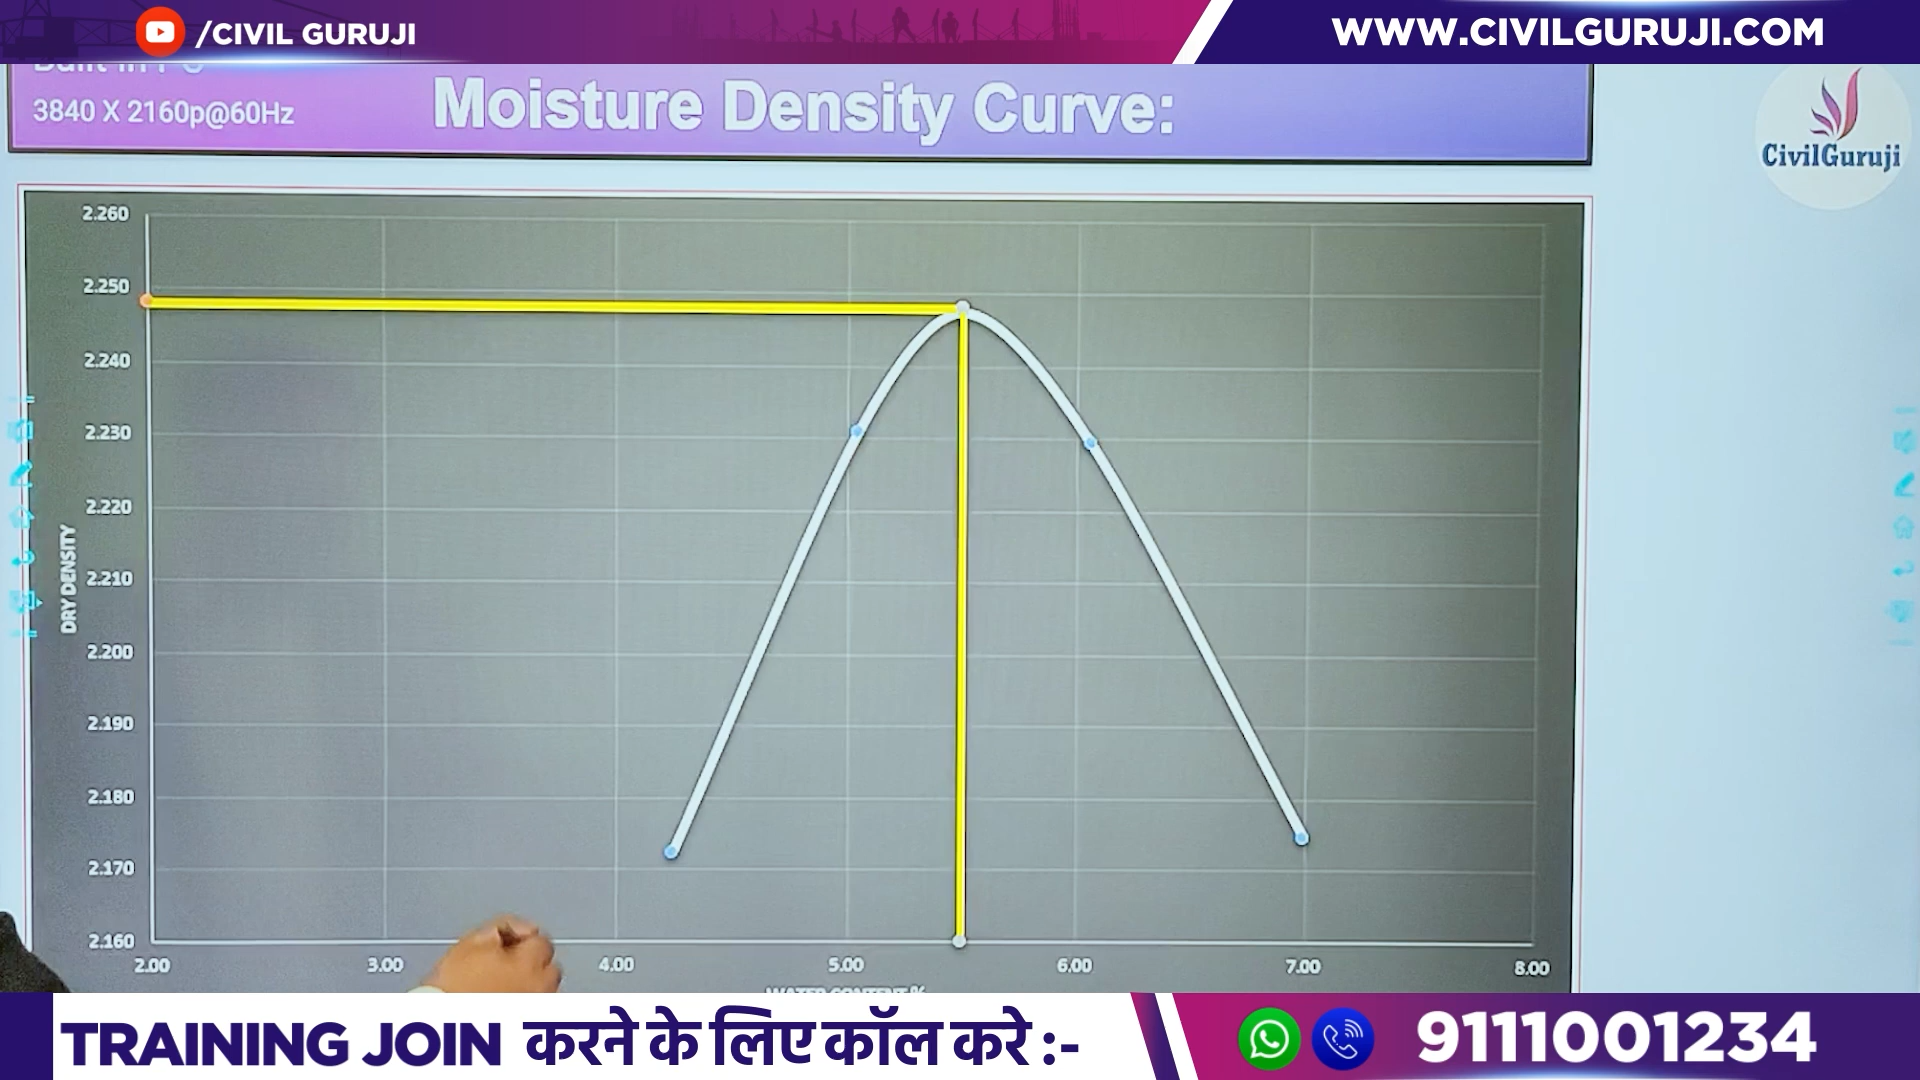 /CIVIL GURUJI
WWW.CIVILGURUJI.COM
3840 X 2160p@60Hz
Moisture Density Curve:
CivilGuruji
2.260
2.250
2.240
2.230
2.220
2.210
2.200
2.190
2.180
2.170
2.160
DRY DENSITY
2.00
3.00
4.00
5.00
6.00
7.00
8.00
WATER CONTENT %
TRAINING JOIN करने के लिए कॉल करे :-
9111001234